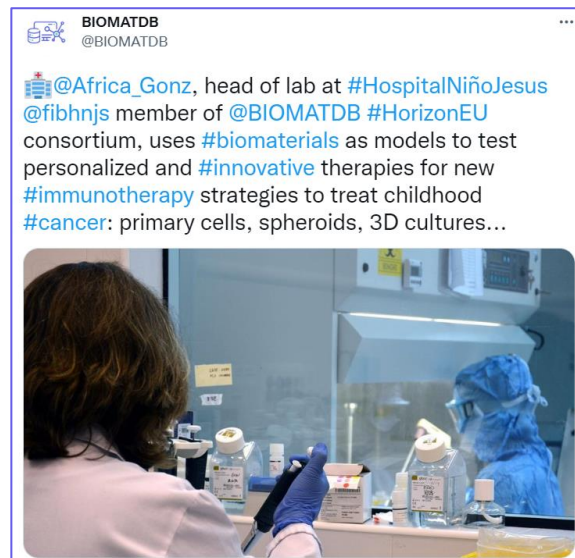 BIOMATDB
@BIOMATDB
🏥@Africa_Gonz, head of lab at #HospitalNiñoJesus
@fibhnjs member of @BIOMATDB #HorizonEU
consortium, uses #biomaterials as models to test
personalized and #innovative therapies for new
#immunotherapy strategies to treat childhood
#cancer: primary cells, spheroids, 3D cultures…